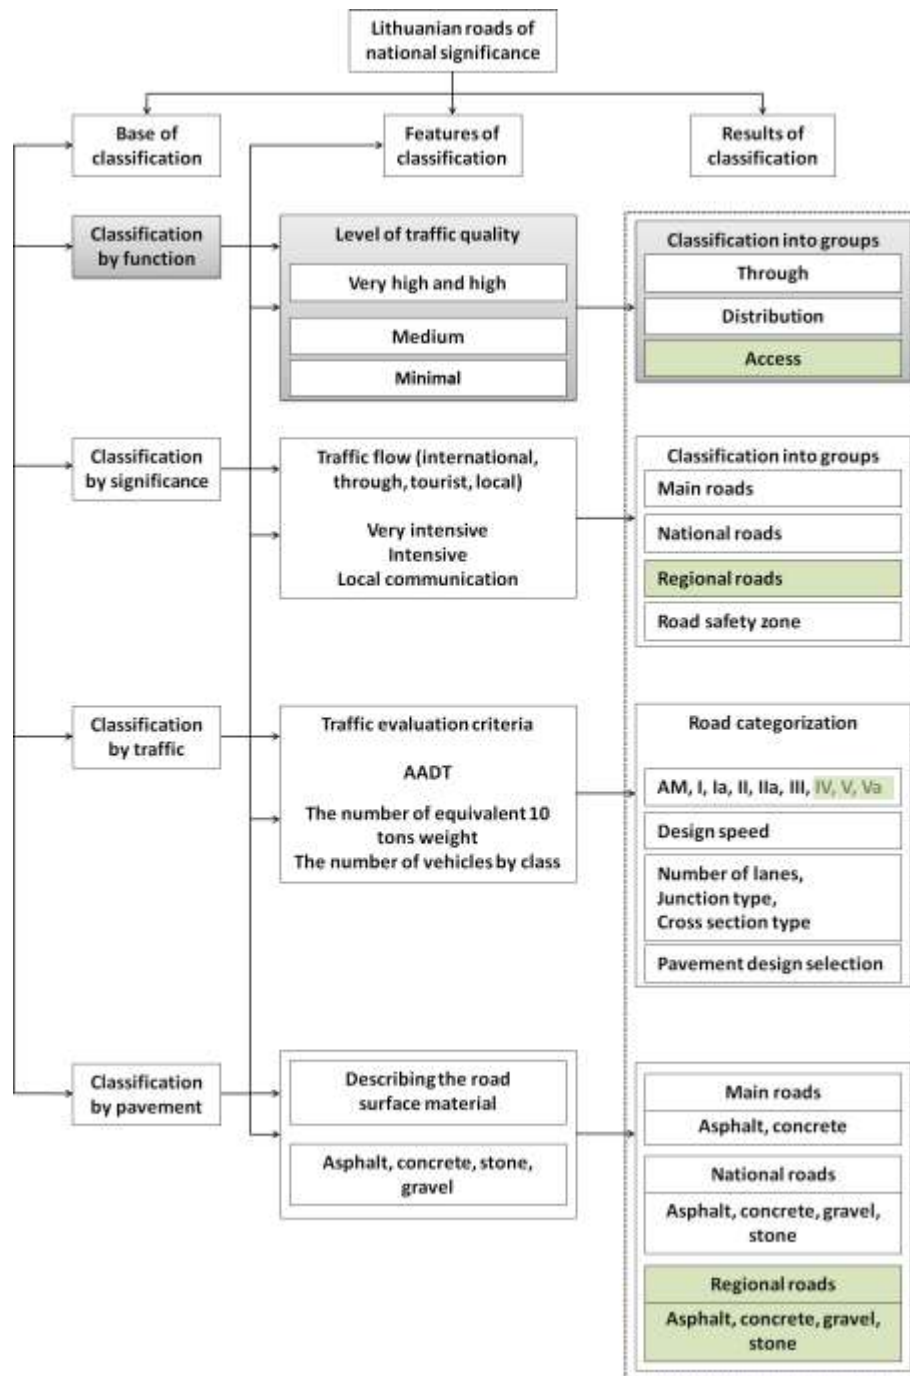 Lithuanian roads of
national significance
Base of
classification
Features of
classification
Results of
classification
Classification
by function
Level of traffic quality
Very high and high
Medium
Minimal
Classification into groups
Through
Distribution
Access
Classification
by significance
Traffic flow (international,
through, tourist, local)
Very intensive
Intensive
Local communication
Classification into groups
Main roads
National roads
Regional roads
Road safety zone
Classification
by traffic
Traffic evaluation criteria
AADT
The number of equivalent 10
tons weight
The number of vehicles by class
Road categorization
AM, I, Ia, II, IIa, III, IV, V, Va
Design speed
Number of lanes,
Junction type,
Cross section type
Pavement design selection
Classification
by pavement
Describing the road
surface material
Asphalt, concrete, stone,
gravel
Main roads
Asphalt, concrete
National roads
Asphalt, concrete, gravel,
stone
Regional roads
Asphalt, concrete, gravel,
stone